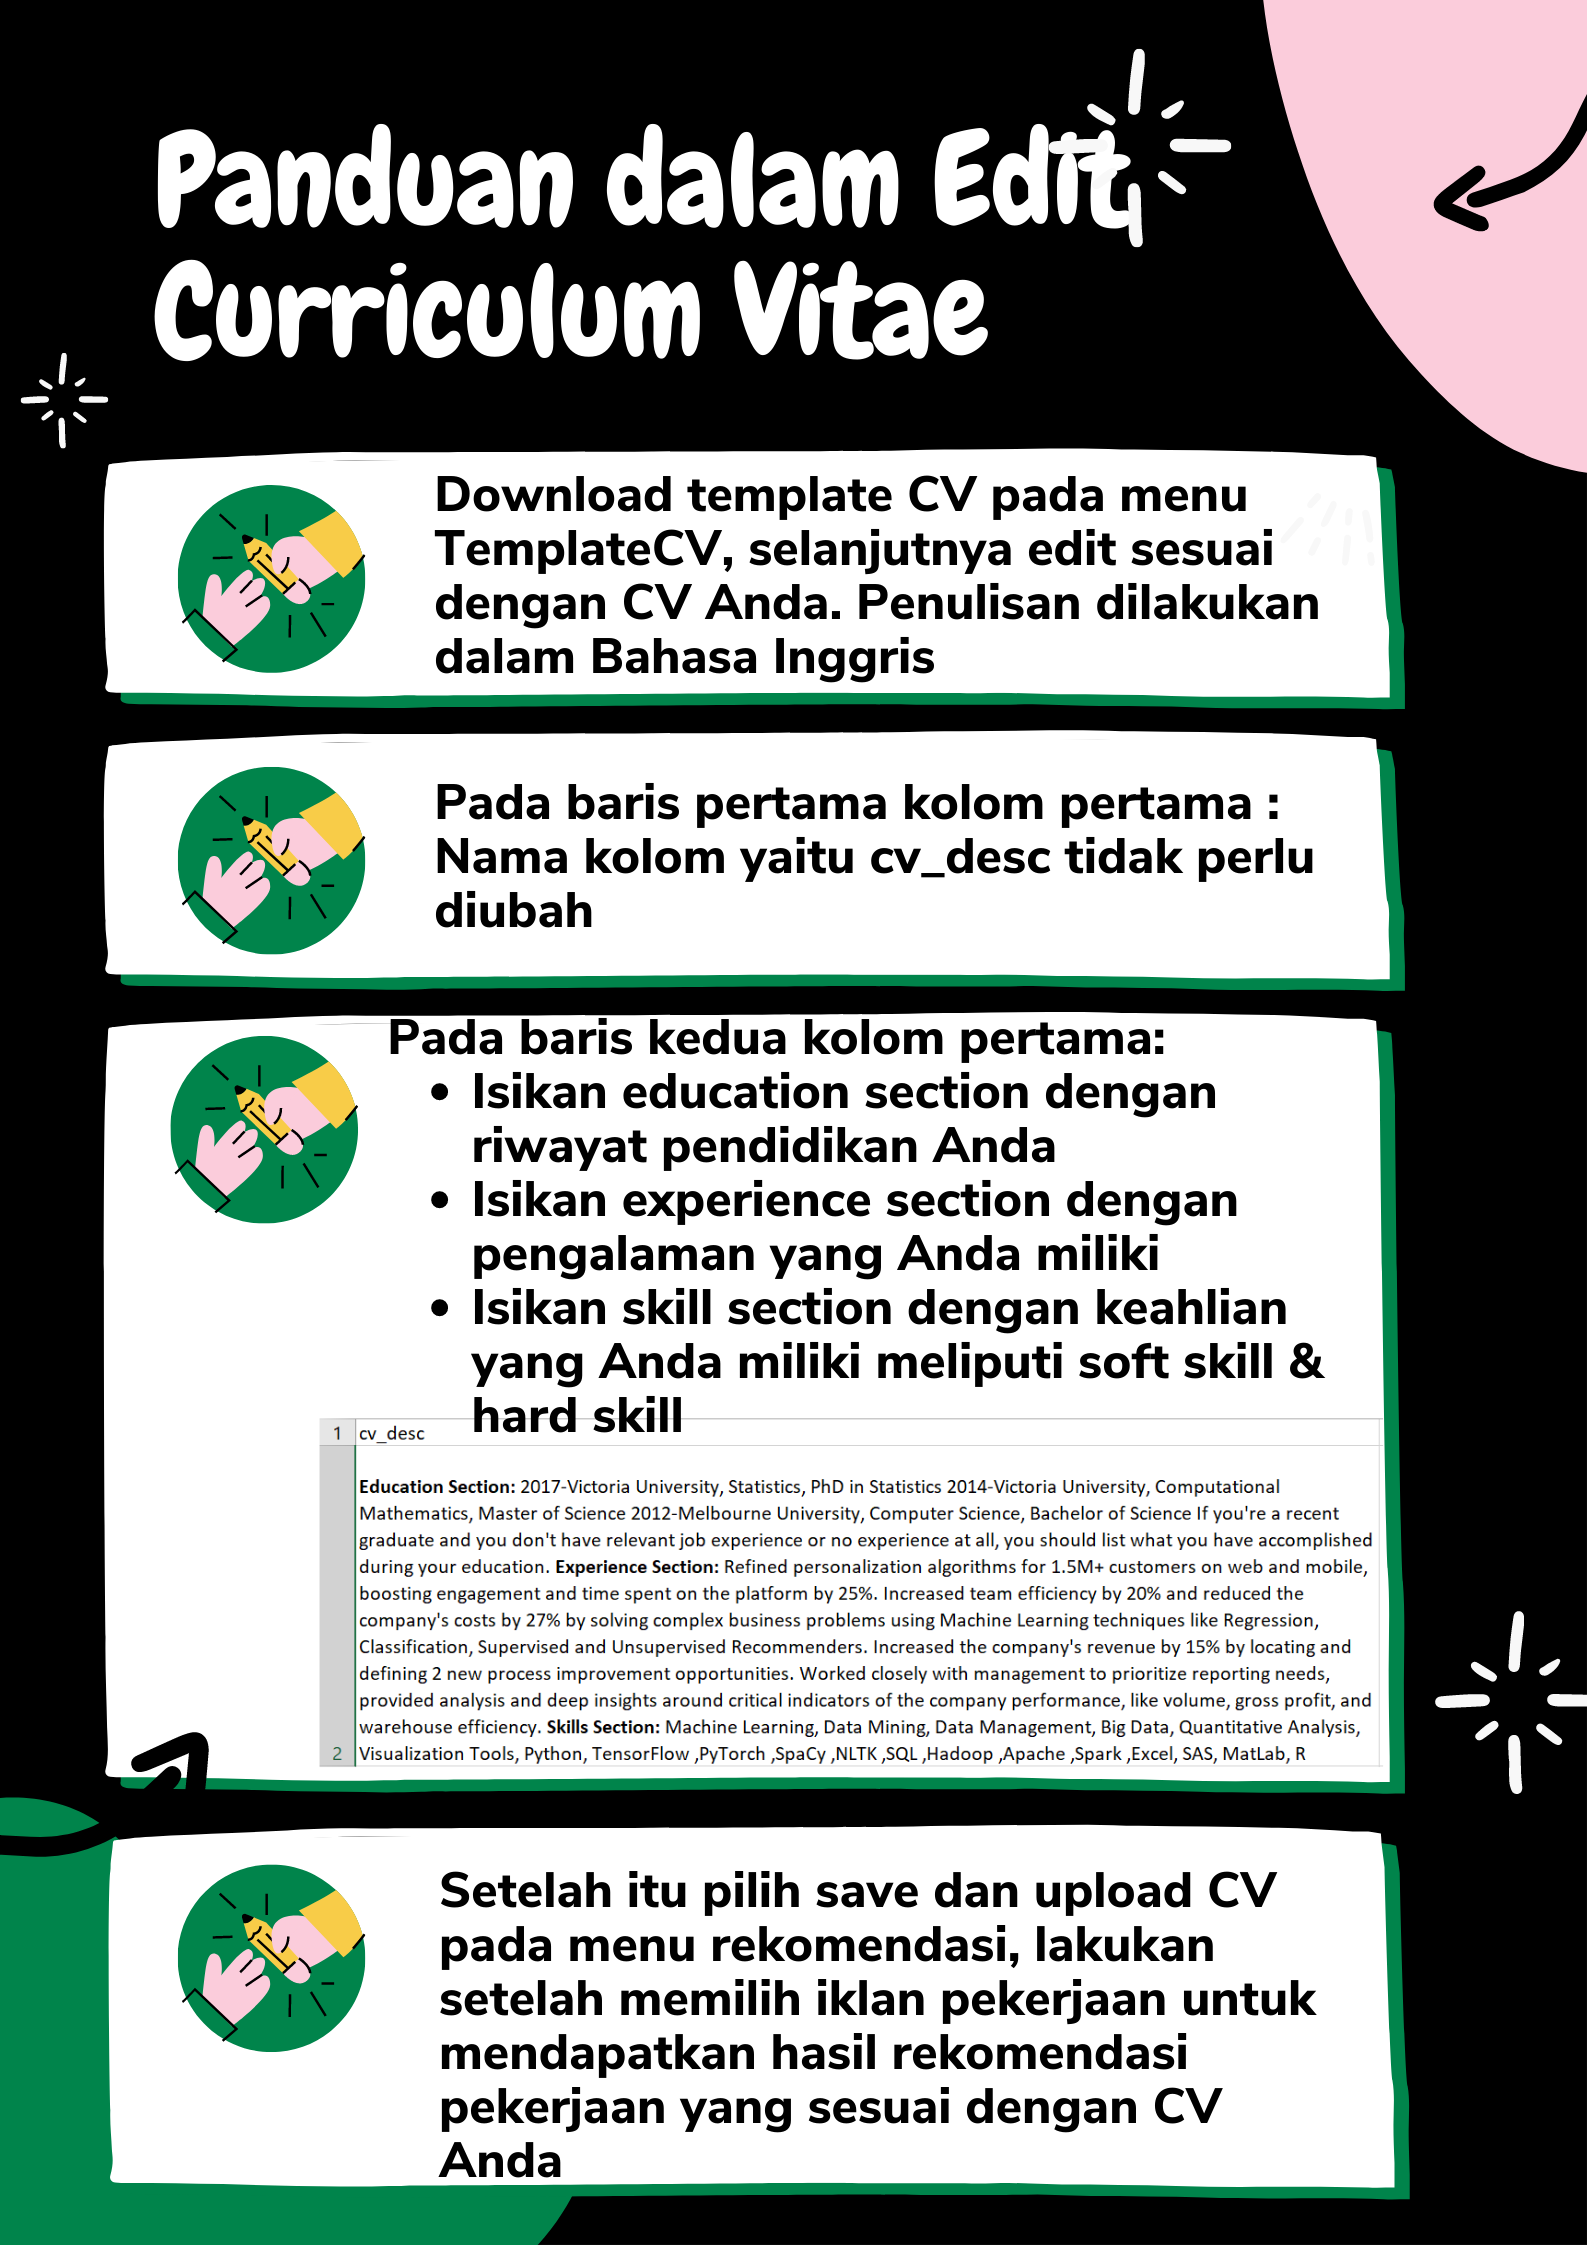 Panduan dalam Edit
Curriculum Vitae
Download template CV pada menu
TemplateCV, selanjutnya edit sesuai
dengan CV Anda. Penulisan dilakukan
dalam Bahasa Inggris
Pada baris pertama kolom pertama :
Nama kolom yaitu cv_desc tidak perlu
diubah
Pada baris kedua kolom pertama:
• Isikan education section dengan
riwayat pendidikan Anda
• Isikan experience section dengan
pengalaman yang Anda miliki
• Isikan skill section dengan keahlian
yang Anda miliki meliputi soft skill &
hard skill
1 cv_desc
Education Section: 2017-Victoria University, Statistics, PhD in Statistics 2014-Victoria University, Computational
Mathematics, Master of Science 2012-Melbourne University, Computer Science, Bachelor of Science If you're a recent
graduate and you don't have relevant job experience or no experience at all, you should list what you have accomplished
during your education. Experience Section: Refined personalization algorithms for 1.5M+ customers on web and mobile,
boosting engagement and time spent on the platform by 25%. Increased team efficiency by 20% and reduced the
company's costs by 27% by solving complex business problems using Machine Learning techniques like Regression,
Classification, Supervised and Unsupervised Recommenders. Increased the company's revenue by 15% by locating and
defining 2 new process improvement opportunities. Worked closely with management to prioritize reporting needs,
provided analysis and deep insights around critical indicators of the company performance, like volume, gross profit, and
warehouse efficiency. Skills Section: Machine Learning, Data Mining, Data Management, Big Data, Quantitative Analysis,
2 Visualization Tools, Python, TensorFlow ,PyTorch ,SpaCy ,NLTK ,SQL ,Hadoop ,Apache ,Spark ,Excel, SAS, MatLab, R
Setelah itu pilih save dan upload CV
pada menu rekomendasi, lakukan
setelah memilih iklan pekerjaan untuk
mendapatkan hasil rekomendasi
pekerjaan yang sesuai dengan CV
Anda